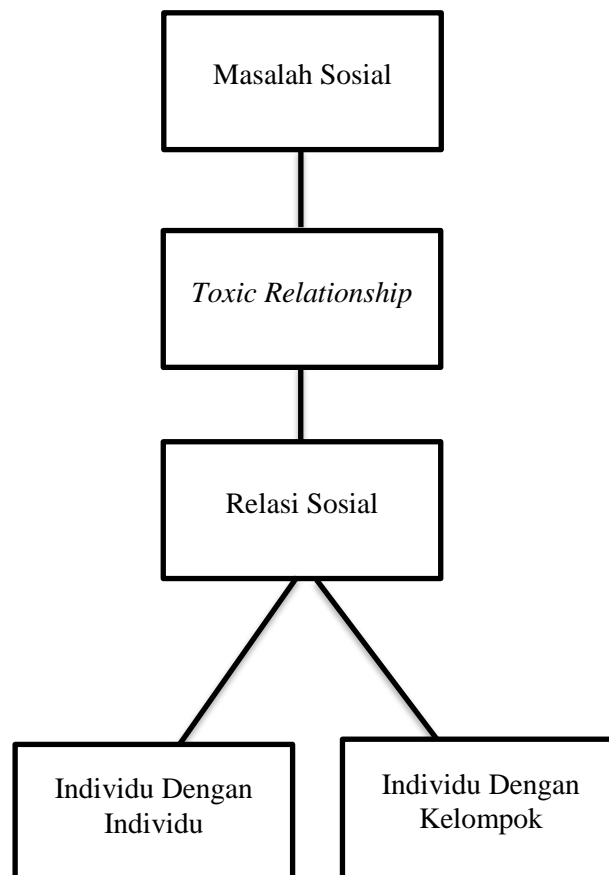 Masalah Sosial
Toxic Relationship
Relasi Sosial
Individu Dengan
Individu
Individu Dengan
Kelompok